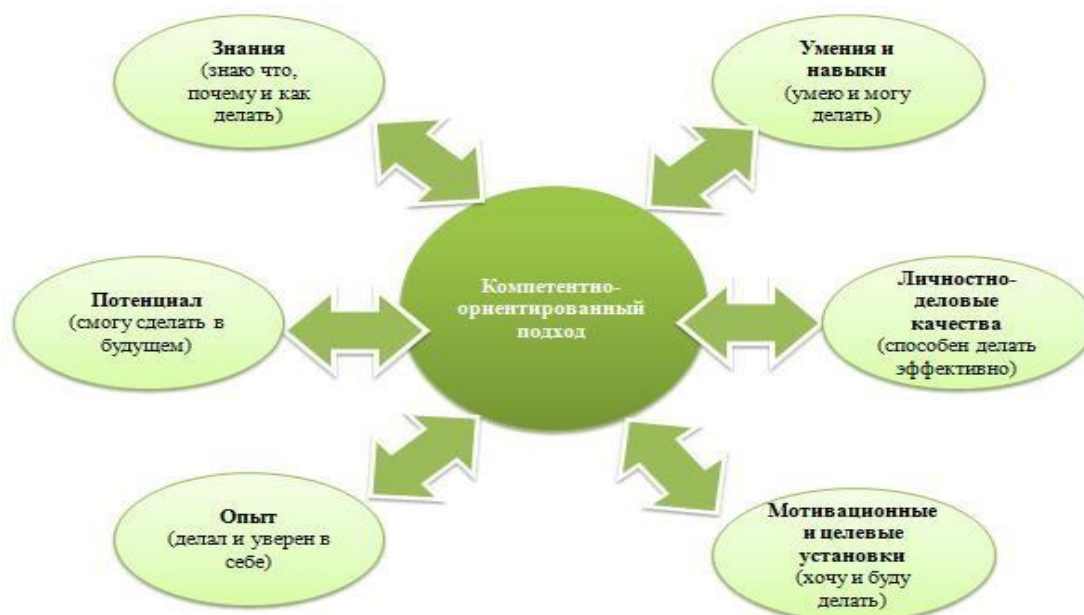 Знания
(знаю что,
почему и как
делать)
Умения и
навыки
(умею и могу
делать)
Компетентно-
ориентированный
подход
Потенциал
(смогу сделать в
будущем)
Личностно-
деловые
качества
(способен делать
эффективно)
Опыт
(делал и уверен в
себе)
Мотивационные
и целевые
установки
(хочу и буду
делать)